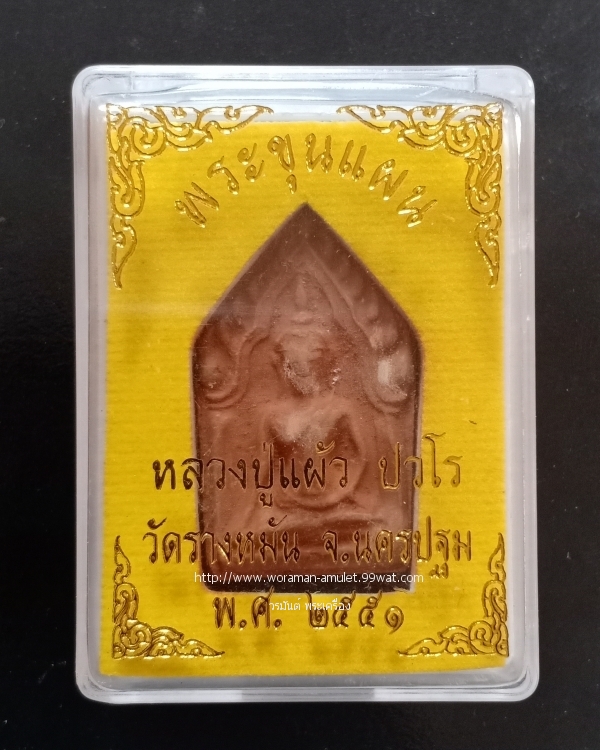 พระขุนแผน
หลวงปู่แผ้ว ปวโร
วัดรางหมัน จ.นครปฐม
http://www.woraman-amulet.99wat.com
วรมันต์ พระเครื่อง
พ.ศ. ๒๕๕๑